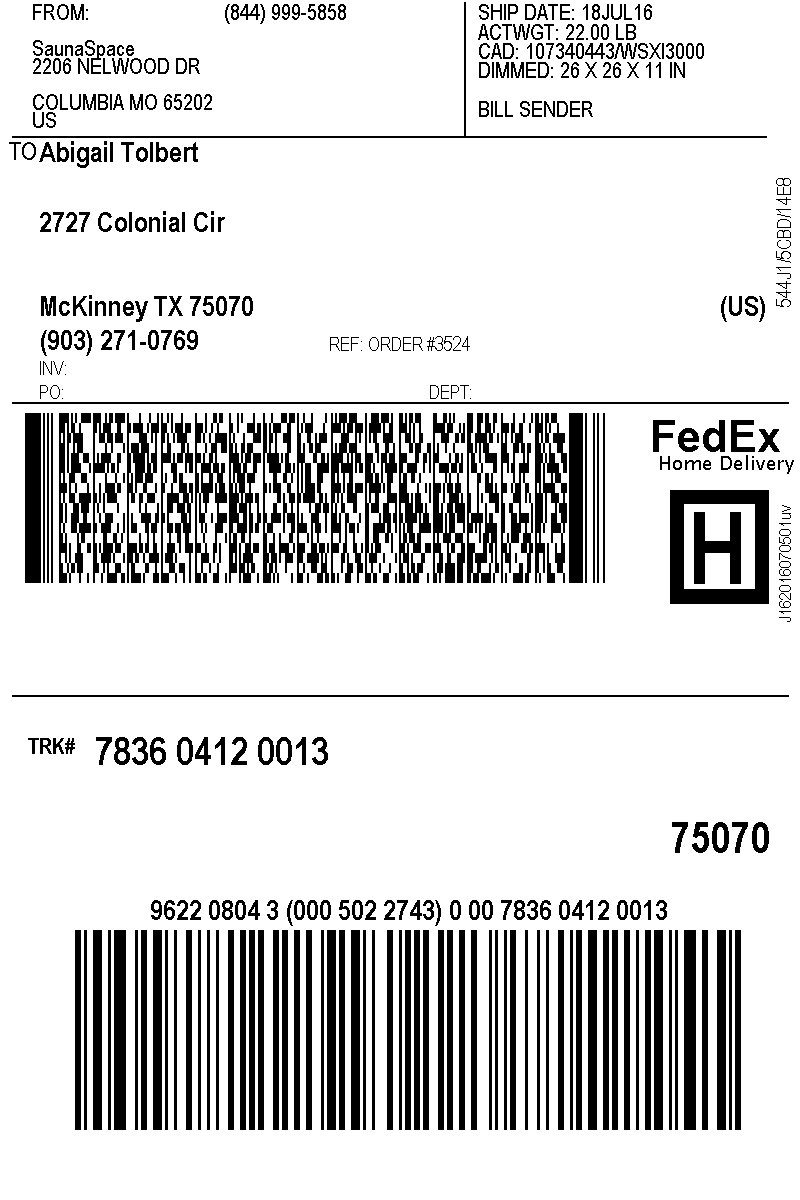 FROM: (844) 999-5858
SaunaSpace
2206 NELWOOD DR
COLUMBIA MO 65202
US
SHIP DATE: 18JUL16
ACTWGT: 22.00 LB
CAD: 107340443/WSXI3000
DIMMED: 26 X 26 X 11 IN
BILL SENDER
TO Abigail Tolbert
2727 Colonial Cir
McKinney TX 75070 (US)
(903) 271-0769 REF: ORDER #3524
INV:
PO: DEPT:
544J1/5CBD/14E8
FedEx
Home Delivery
H
J162016070501uv
TRK# 7836 0412 0013
75070
9622 0804 3 (000 502 2743) 0 00 7836 0412 0013